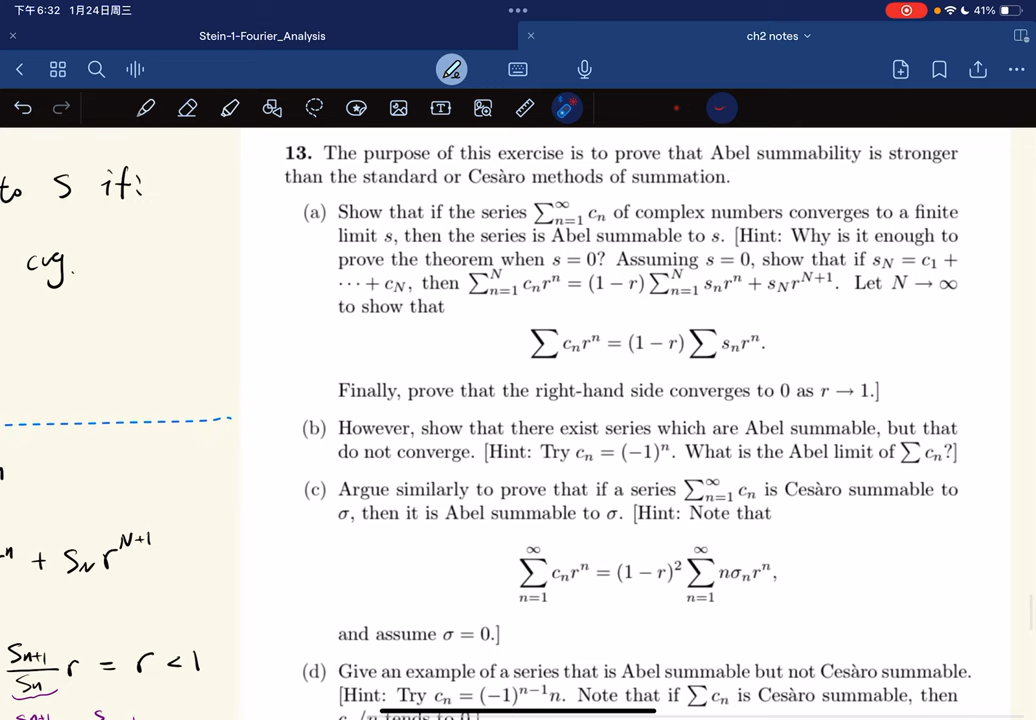 下午6:32 1月24日周三
41%
Stein-1-Fourier_Analysis
ch2 notes
to S if:
cvg.
+ S_N r^{N+1}
\frac{S_{n+1}}{S_n} r = r < 1
13. The purpose of this exercise is to prove that Abel summability is stronger
than the standard or Cesàro methods of summation.
(a) Show that if the series ∑_{n=1}^{∞} c_n of complex numbers converges to a finite
limit s, then the series is Abel summable to s. [Hint: Why is it enough to
prove the theorem when s = 0? Assuming s = 0, show that if s_N = c_1 +
⋯ + c_N, then ∑_{n=1}^{N} c_n r^n = (1 − r) ∑_{n=1}^{N} s_n r^n + s_N r^{N+1}. Let N → ∞
to show that
∑ c_n r^n = (1 − r) ∑ s_n r^n.
Finally, prove that the right-hand side converges to 0 as r → 1.]
(b) However, show that there exist series which are Abel summable, but that
do not converge. [Hint: Try c_n = (−1)^n. What is the Abel limit of ∑ c_n?]
(c) Argue similarly to prove that if a series ∑_{n=1}^{∞} c_n is Cesàro summable to
σ, then it is Abel summable to σ. [Hint: Note that
∑_{n=1}^{∞} c_n r^n = (1 − r)^2 ∑_{n=1}^{∞} nσ_n r^n,
and assume σ = 0.]
(d) Give an example of a series that is Abel summable but not Cesàro summable.
[Hint: Try c_n = (−1)^{n−1} n. Note that if ∑ c_n is Cesàro summable, then
c_n/n tends to 0.]